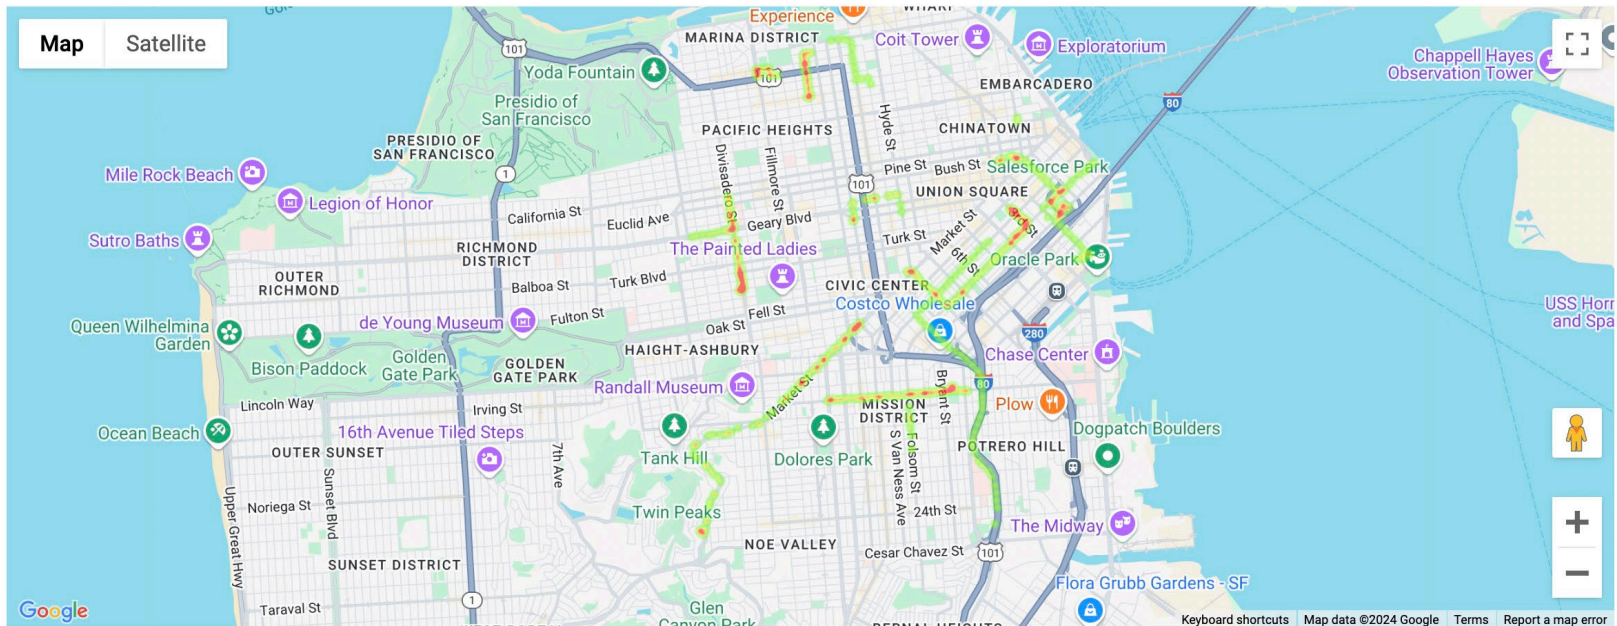 Map
Satellite
Experience
WHARF
MARINA DISTRICT
Coit Tower
Exploratorium
Chappell Hayes
Observation Tower
101
Yoda Fountain
101
EMBARCADERO
80
Presidio of
San Francisco
PRESIDIO OF
SAN FRANCISCO
PACIFIC HEIGHTS
Hyde St
CHINATOWN
Mile Rock Beach
1
Divisadero St
Fillmore St
Pine St
Bush St
Salesforce Park
101
UNION SQUARE
Legion of Honor
California St
Euclid Ave
Geary Blvd
Market St
3rd St
Sutro Baths
RICHMOND
DISTRICT
The Painted Ladies
Turk St
6th St
Oracle Park
OUTER
RICHMOND
Balboa St
Turk Blvd
CIVIC CENTER
Costco Wholesale
USS Horn
and Spa
Queen Wilhelmina
Garden
de Young Museum
Fulton St
Oak St
Fell St
280
Bison Paddock
Golden
Gate Park
GOLDEN
GATE PARK
HAIGHT-ASHBURY
Randall Museum
Chase Center
80
Lincoln Way
Irving St
Market St
MISSION
DISTRICT
Bryant St
Plow
Ocean Beach
16th Avenue Tiled Steps
OUTER SUNSET
Tank Hill
Dolores Park
S Van Ness Ave
Folsom St
POTRERO HILL
Dogpatch Boulders
Upper Great Hwy
Sunset Blvd
7th Ave
Noriega St
Twin Peaks
24th St
The Midway
SUNSET DISTRICT
NOE VALLEY
Cesar Chavez St
101
Flora Grubb Gardens - SF
Google
Taraval St
1
Glen
Canyon Park
BERNAL HEIGHTS
Keyboard shortcuts
Map data ©2024 Google
Terms
Report a map error